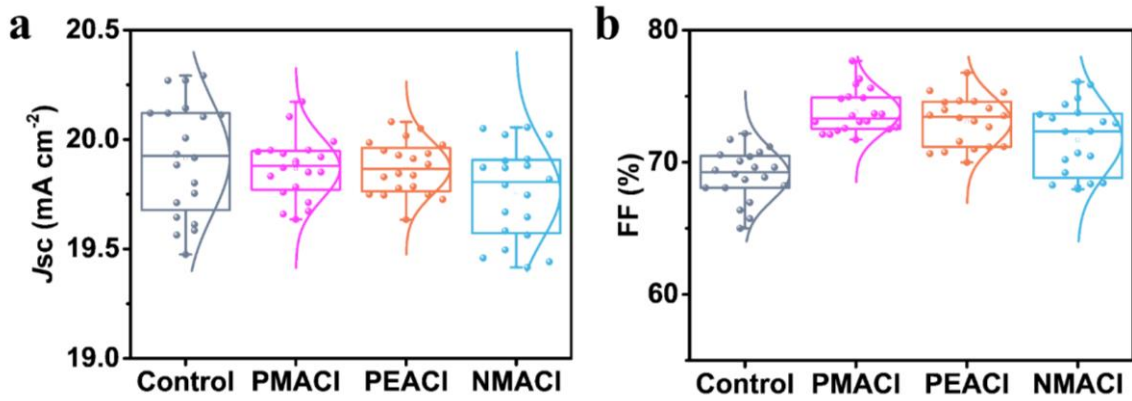 a
Jsc (mA cm⁻²)
20.5
20.0
19.5
19.0
Control PMACl PEACl NMACl
b
FF (%)
80
70
60
Control PMACl PEACl NMACl